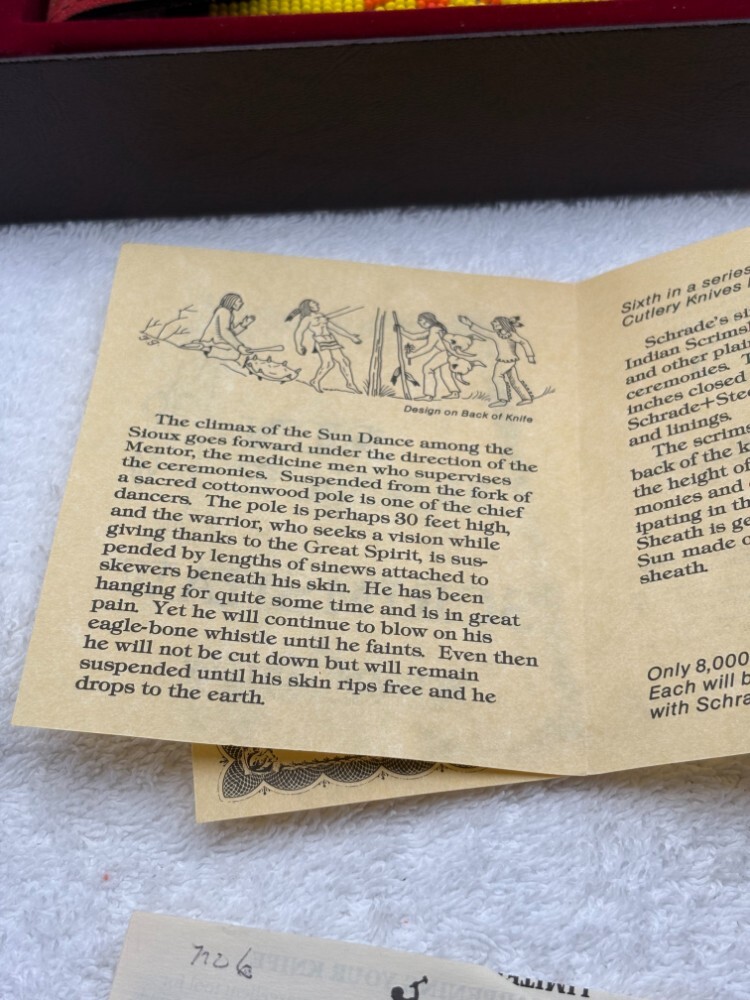 Design on Back of Knife
The climax of the Sun Dance among the
Sioux goes forward under the direction of the
Mentor, the medicine men who supervises
the ceremonies. Suspended from the fork of
a sacred cottonwood pole is one of the chief
dancers. The pole is perhaps 30 feet high,
and the warrior, who seeks a vision while
giving thanks to the Great Spirit, is sus-
pended by lengths of sinews attached to
skewers beneath his skin. He has been
hanging for quite some time and is in great
pain. Yet he will continue to blow on his
eagle-bone whistle until he faints. Even then
he will not be cut down but will remain
suspended until his skin rips free and he
drops to the earth.
Sixth in a series
Cutlery Knives
Schrade's
Indian
and other
ceremonies.
inches closed
Schrade+
and linings.
The
back of the
the height of
monies and
ipating in
Sheath is
Sun made
sheath.
Only 8,000
Each will
with